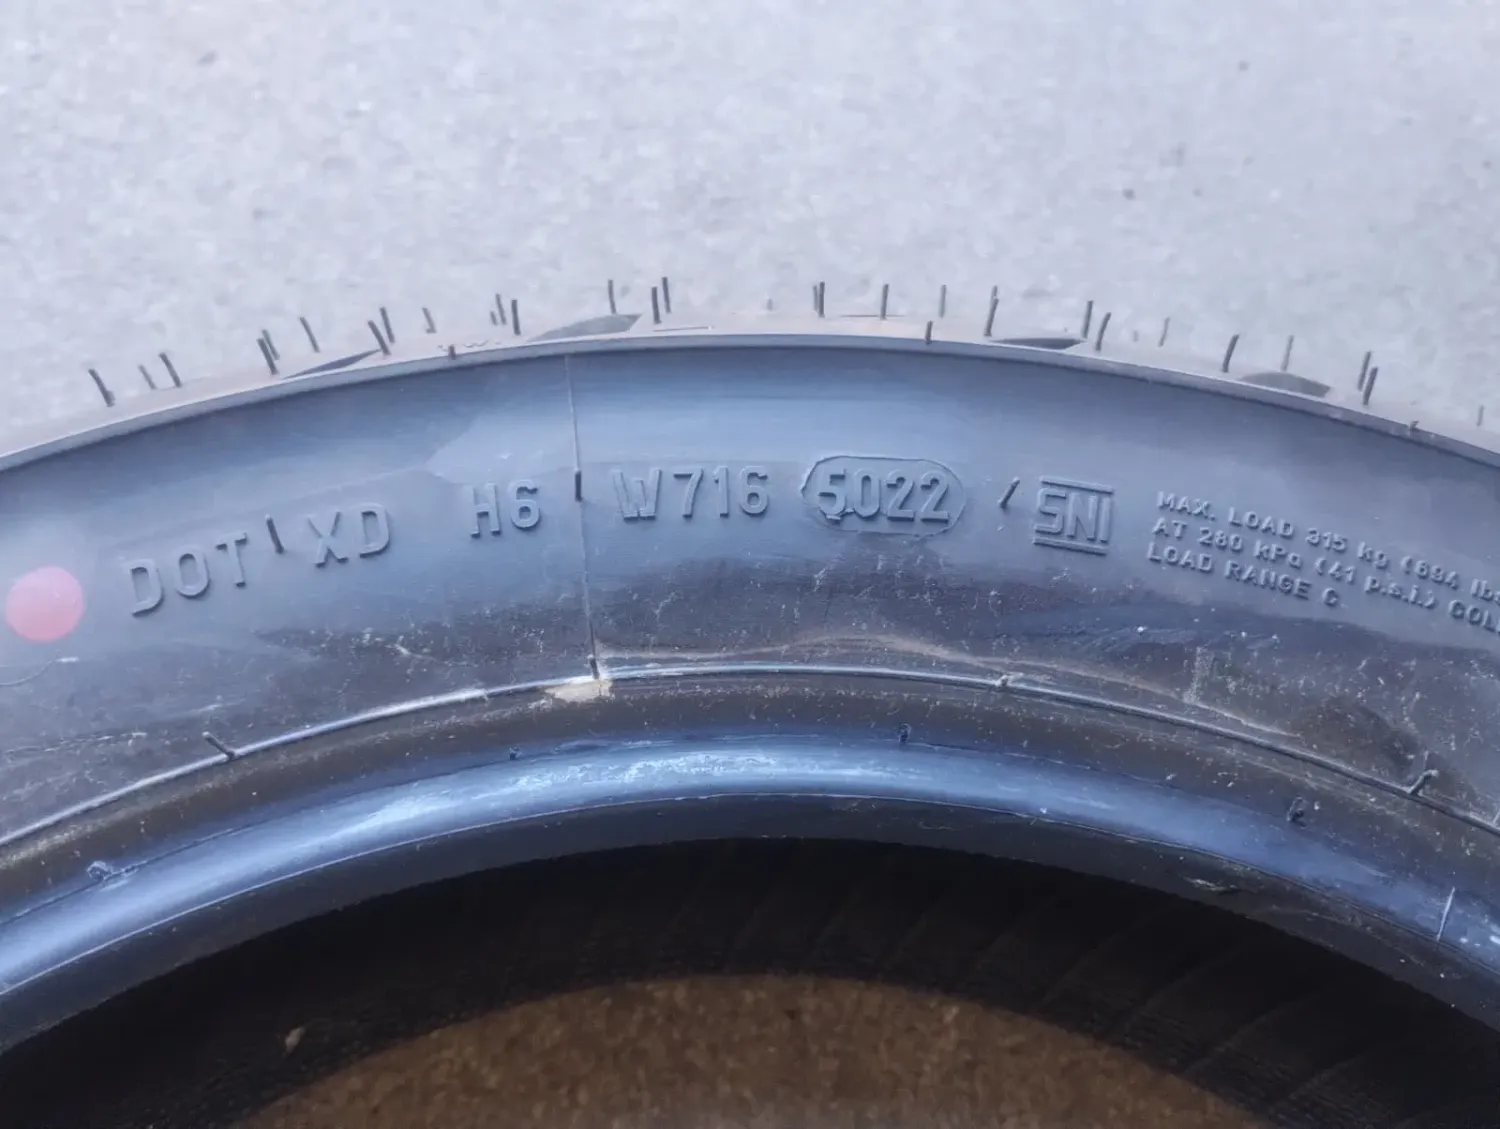 DOT XD H6 W716 5022 SNI
MAX. LOAD 315 kg (694 lbs
AT 280 kPa (41 p.s.i.) COL
LOAD RANGE C